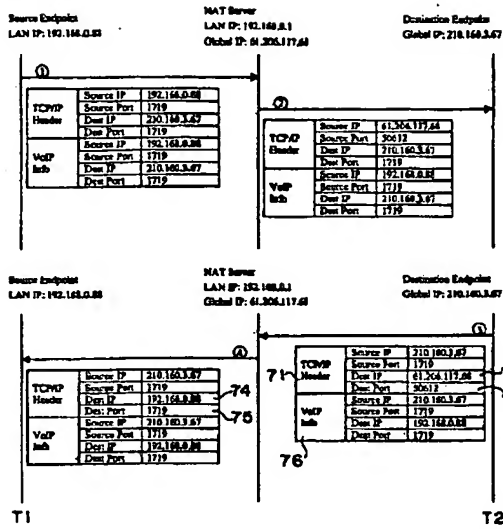 Source Endpoint
LAN IP: 192.168.0.88
NAT Server
LAN IP: 192.168.0.1
Global IP: 61.206.117.68
Destination Endpoint
Global IP: 210.160.3.67
1
TCP/IP Header
Source IP 192.168.0.88
Source Port 1719
Dest IP 210.160.3.67
Dest Port 1719
VoIP Info
Source IP 192.168.0.88
Source Port 1719
Dest IP 210.160.3.67
Dest Port 1719
2
TCP/IP Header
Source IP 61.206.117.68
Source Port 30612
Dest IP 210.160.3.67
Dest Port 1719
VoIP Info
Source IP 192.168.0.88
Source Port 1719
Dest IP 210.160.3.67
Dest Port 1719
Source Endpoint
LAN IP: 192.168.0.88
NAT Server
LAN IP: 192.168.0.1
Global IP: 61.206.117.68
Destination Endpoint
Global IP: 210.160.3.67
3
71
TCP/IP Header
Source IP 210.160.3.67
Source Port 1719
Dest IP 61.206.117.68
Dest Port 30612
VoIP Info
Source IP 210.160.3.67
Source Port 1719
Dest IP 192.168.0.88
Dest Port 1719
76
4
TCP/IP Header
Source IP 210.160.3.67
Source Port 1719
Dest IP 192.168.0.88
74
Dest Port 1719
75
VoIP Info
Source IP 210.160.3.67
Source Port 1719
Dest IP 192.168.0.88
Dest Port 1719
T1
T2